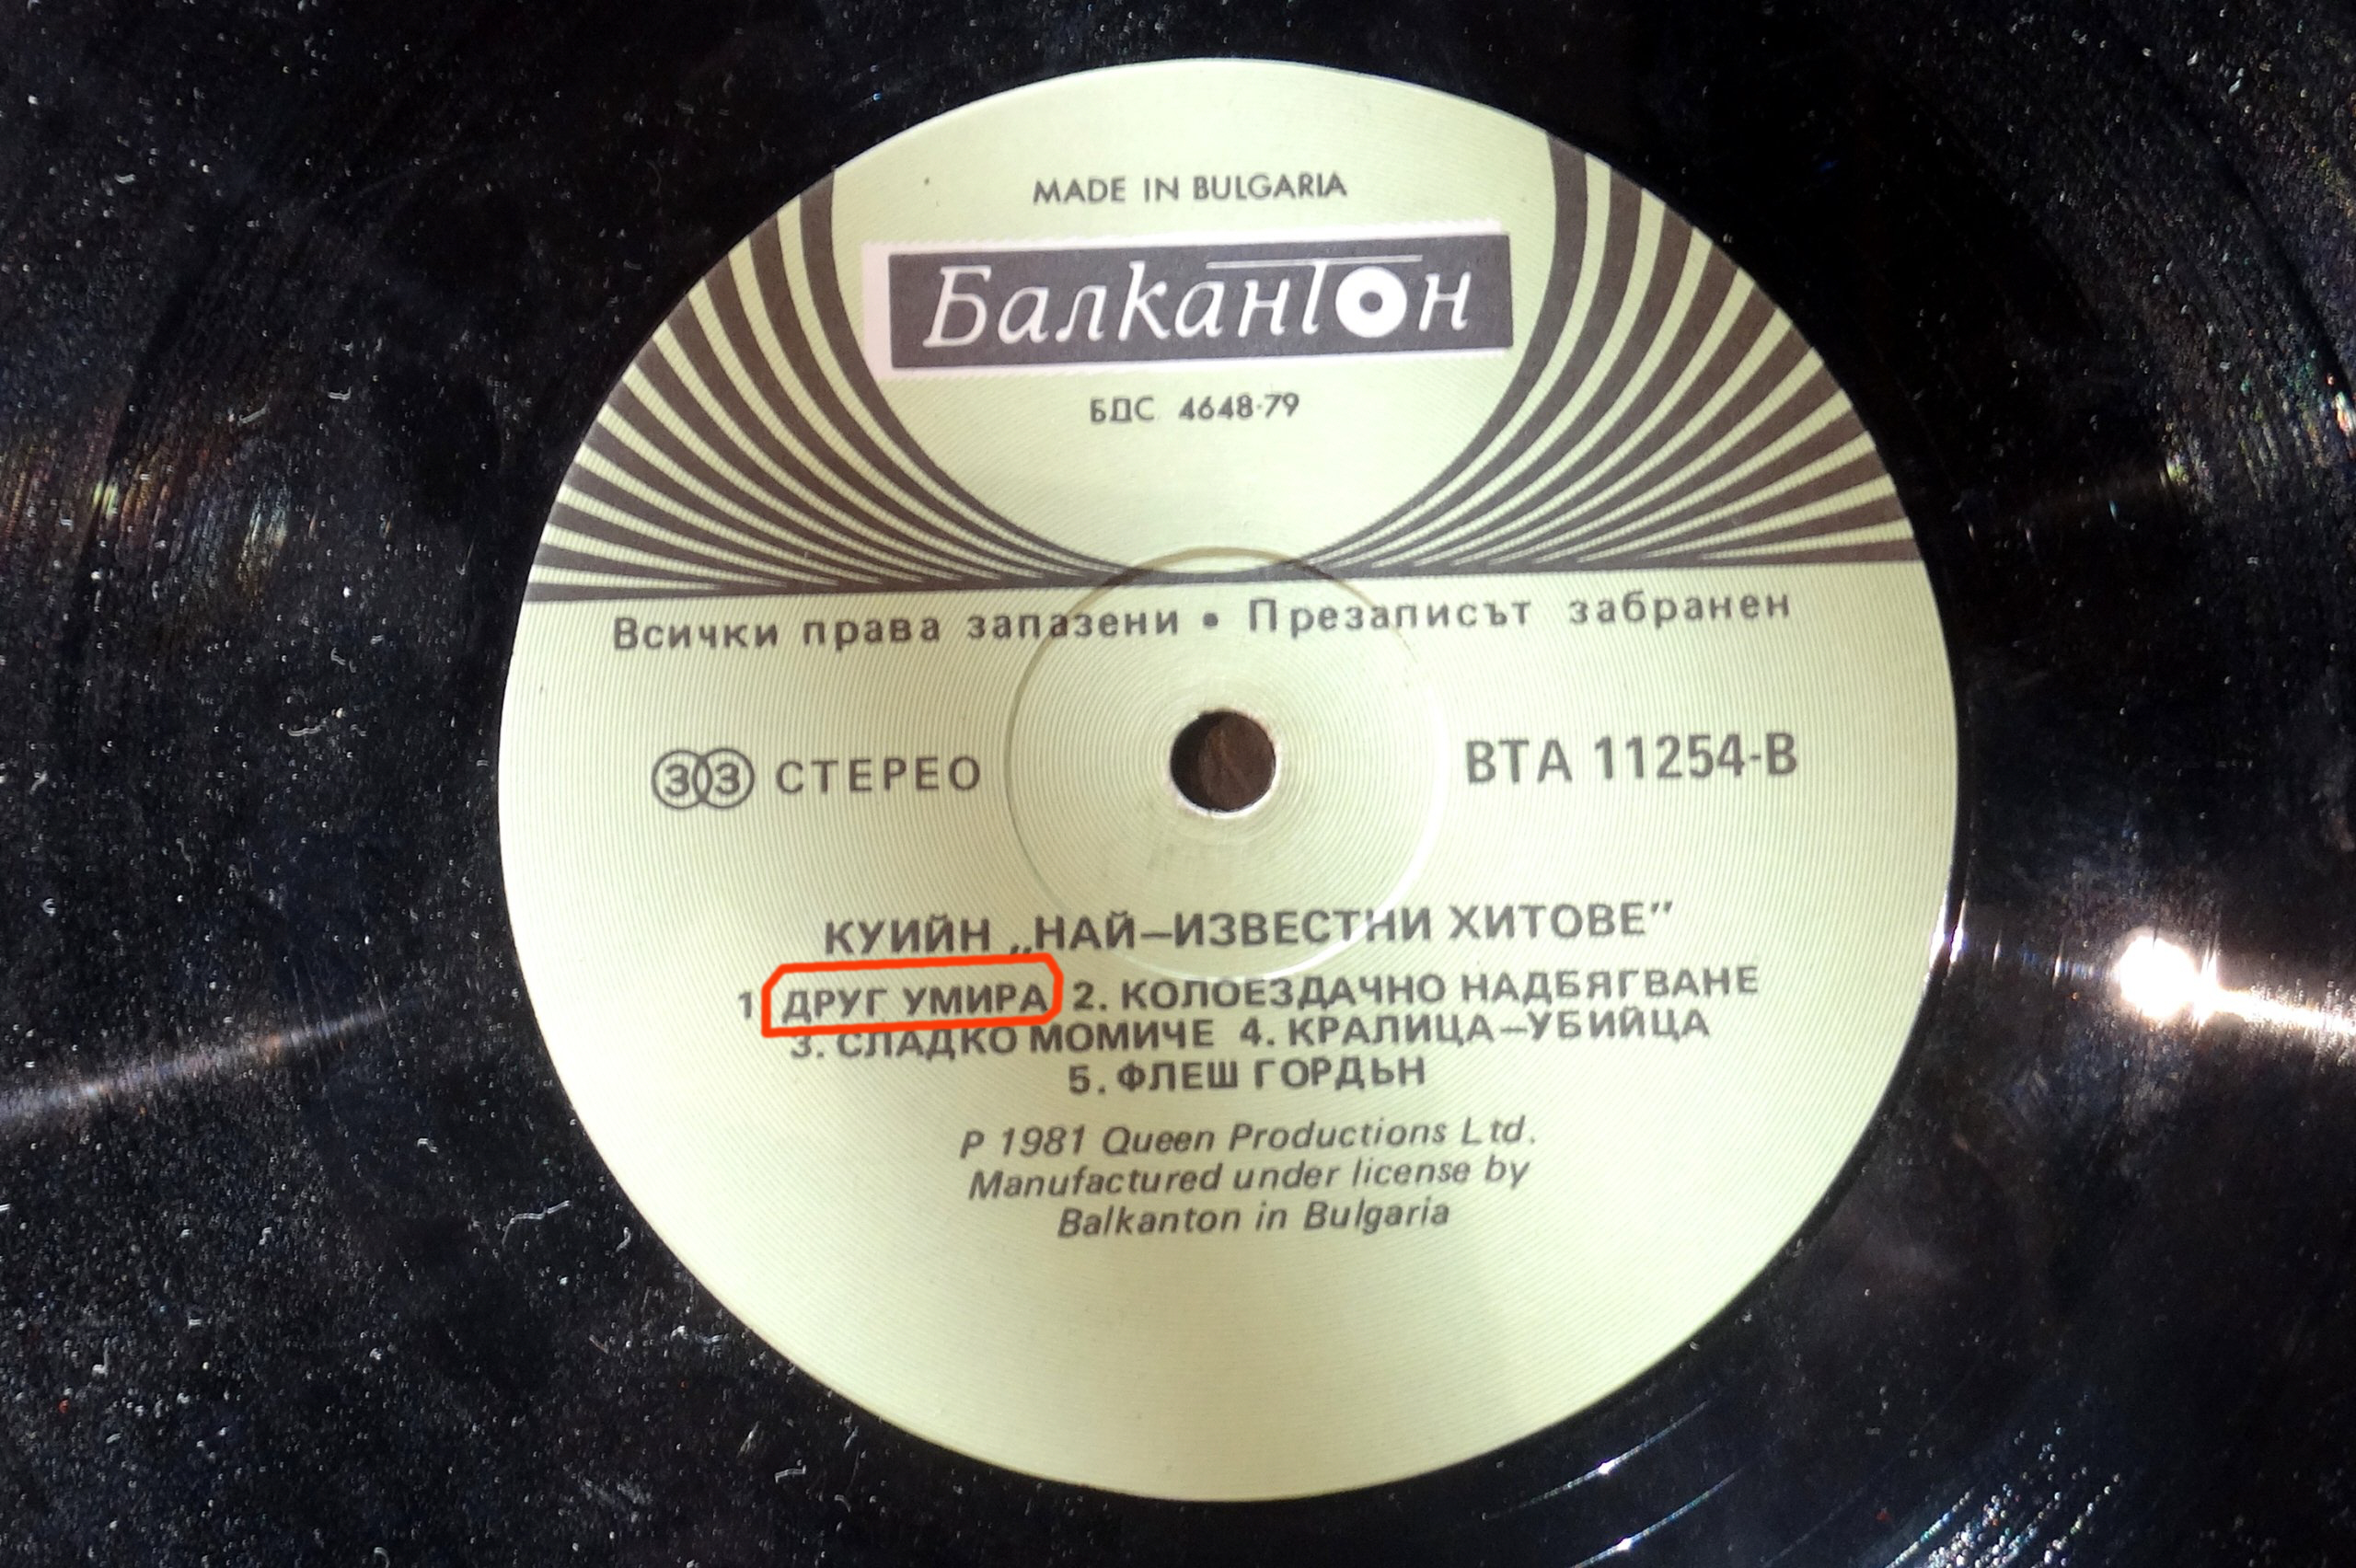 MADE IN BULGARIA
Балкантон
БДС 4648-79
Всички права запазени • Презаписът забранен
33 СТЕРЕО
ВТА 11254-В
КУИЙН „НАЙ—ИЗВЕСТНИ ХИТОВЕ”
1 ДРУГ УМИРА 2. КОЛОЕЗДАЧНО НАДБЯГВАНЕ
3. СЛАДКО МОМИЧЕ 4. КРАЛИЦА—УБИЙЦА
5. ФЛЕШ ГОРДЬН
P 1981 Queen Productions Ltd.
Manufactured under license by
Balkanton in Bulgaria